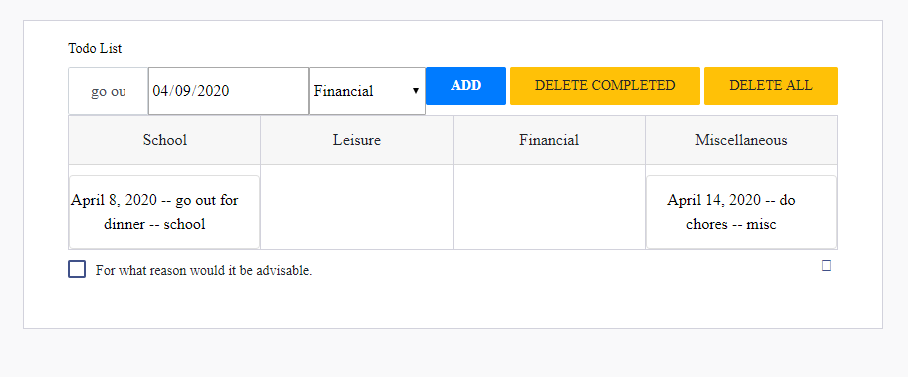 Todo List
go ou 04/09/2020 Financial ADD DELETE COMPLETED DELETE ALL
School Leisure Financial Miscellaneous
April 8, 2020 -- go out for
dinner -- school
April 14, 2020 -- do
chores -- misc
For what reason would it be advisable.